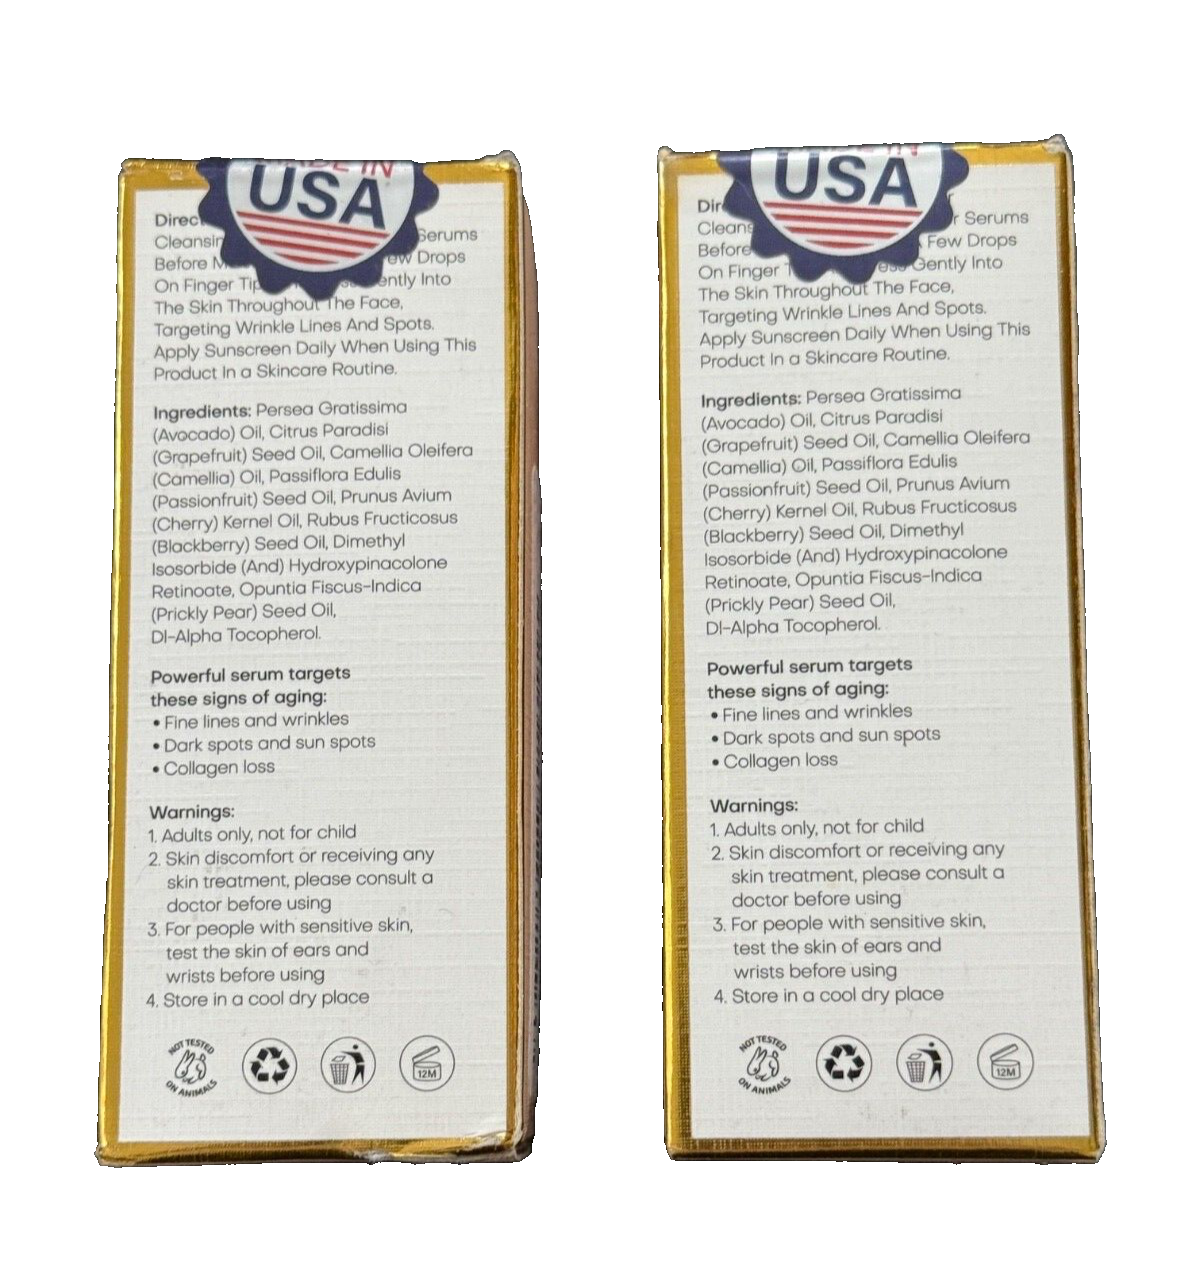 USA
Cleansin Serums
Before Drops
On Finger ently Into
The Skin Throughout The Face,
Targeting Wrinkle Lines And Spots.
Apply Sunscreen Daily When Using This
Product In a Skincare Routine.
Ingredients: Persea Gratissima
(Avocado) Oil, Citrus Paradisi
(Grapefruit) Seed Oil, Camellia Oleifera
(Camellia) Oil, Passiflora Edulis
(Passionfruit) Seed Oil, Prunus Avium
(Cherry) Kernel Oil, Rubus Fructicosus
(Blackberry) Seed Oil, Dimethyl
Isosorbide (And) Hydroxypinacolone
Retinoate, Opuntia Fiscus-Indica
(Prickly Pear) Seed Oil,
Dl-Alpha Tocopherol.
Powerful serum targets
these signs of aging:
• Fine lines and wrinkles
• Dark spots and sun spots
• Collagen loss
Warnings:
1. Adults only, not for child
2. Skin discomfort or receiving any
skin treatment, please consult a
doctor before using
3. For people with sensitive skin,
test the skin of ears and
wrists before using
4. Store in a cool dry place
NOT TESTED
ON ANIMALS
12M
USA
Serums
Before Few Drops
On Finger Gently Into
The Skin Throughout The Face,
Targeting Wrinkle Lines And Spots.
Apply Sunscreen Daily When Using This
Product In a Skincare Routine.
Ingredients: Persea Gratissima
(Avocado) Oil, Citrus Paradisi
(Grapefruit) Seed Oil, Camellia Oleifera
(Camellia) Oil, Passiflora Edulis
(Passionfruit) Seed Oil, Prunus Avium
(Cherry) Kernel Oil, Rubus Fructicosus
(Blackberry) Seed Oil, Dimethyl
Isosorbide (And) Hydroxypinacolone
Retinoate, Opuntia Fiscus-Indica
(Prickly Pear) Seed Oil,
Dl-Alpha Tocopherol.
Powerful serum targets
these signs of aging:
• Fine lines and wrinkles
• Dark spots and sun spots
• Collagen loss
Warnings:
1. Adults only, not for child
2. Skin discomfort or receiving any
skin treatment, please consult a
doctor before using
3. For people with sensitive skin,
test the skin of ears and
wrists before using
4. Store in a cool dry place
NOT TESTED
ON ANIMALS
12M